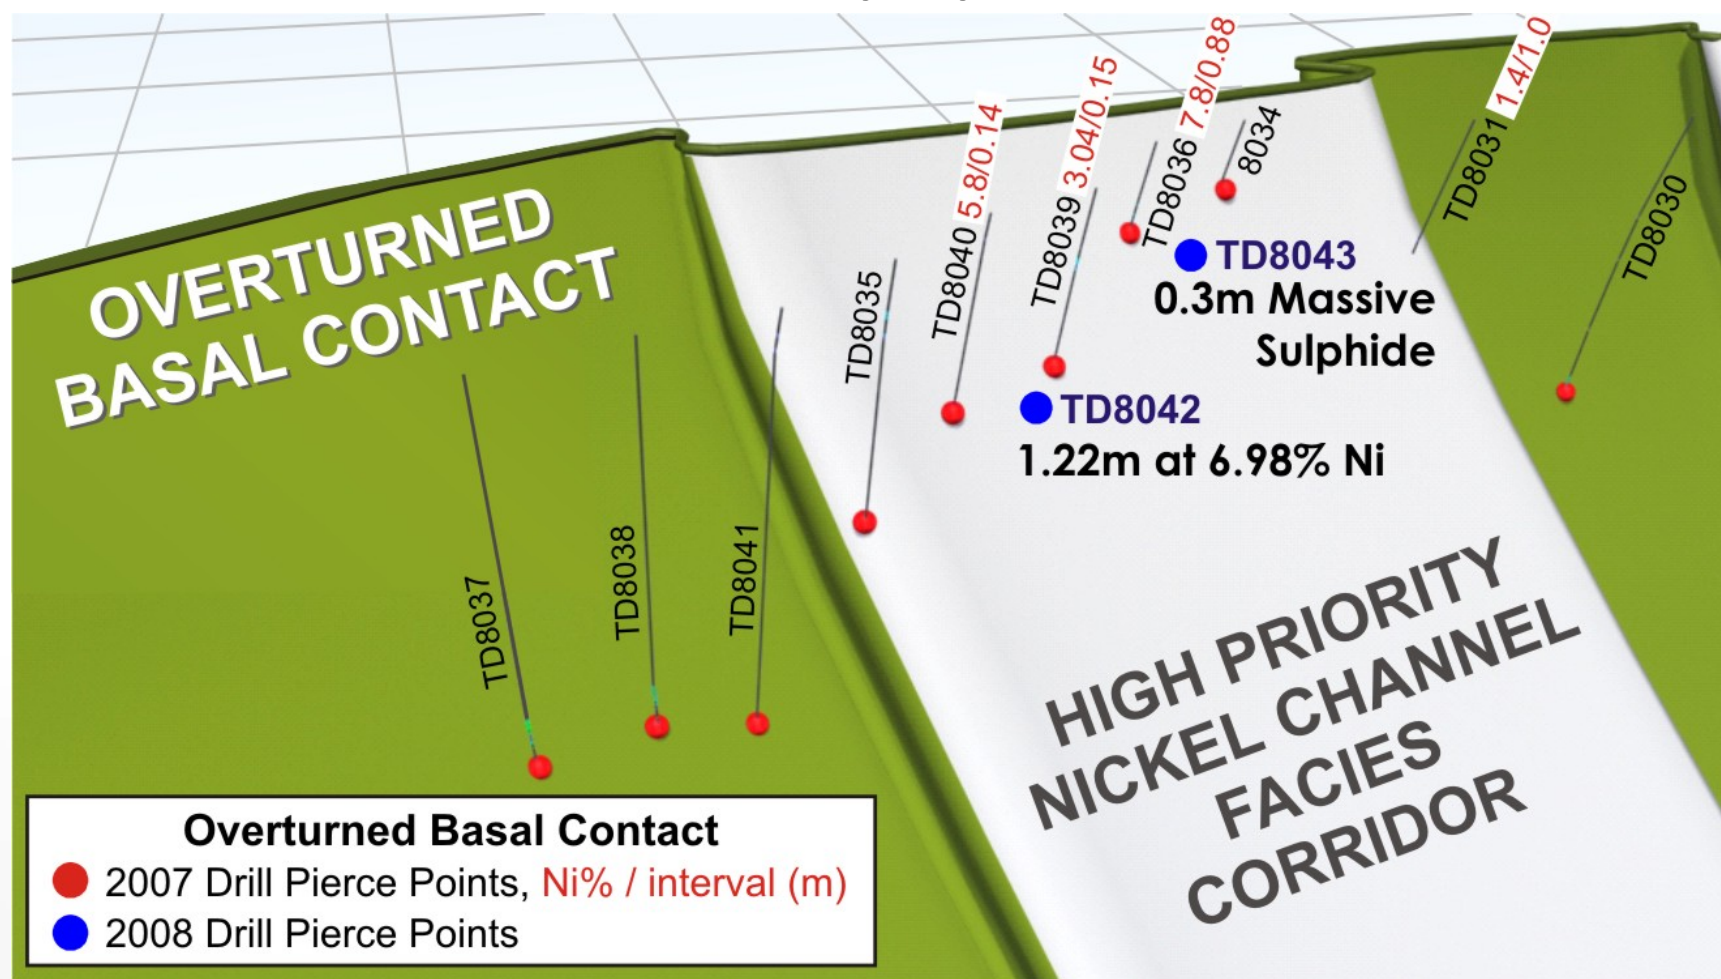 OVERTURNED
BASAL CONTACT
TD8037
TD8038
TD8041
TD8035
TD8040 5.8/0.14
TD8039 3.04/0.15
TD8036 7.8/0.88
8034
TD8031 1.4/1.0
TD8030
TD8043
0.3m Massive
Sulphide
TD8042
1.22m at 6.98% Ni
HIGH PRIORITY
NICKEL CHANNEL
FACIES
CORRIDOR
Overturned Basal Contact
2007 Drill Pierce Points, Ni% / interval (m)
2008 Drill Pierce Points